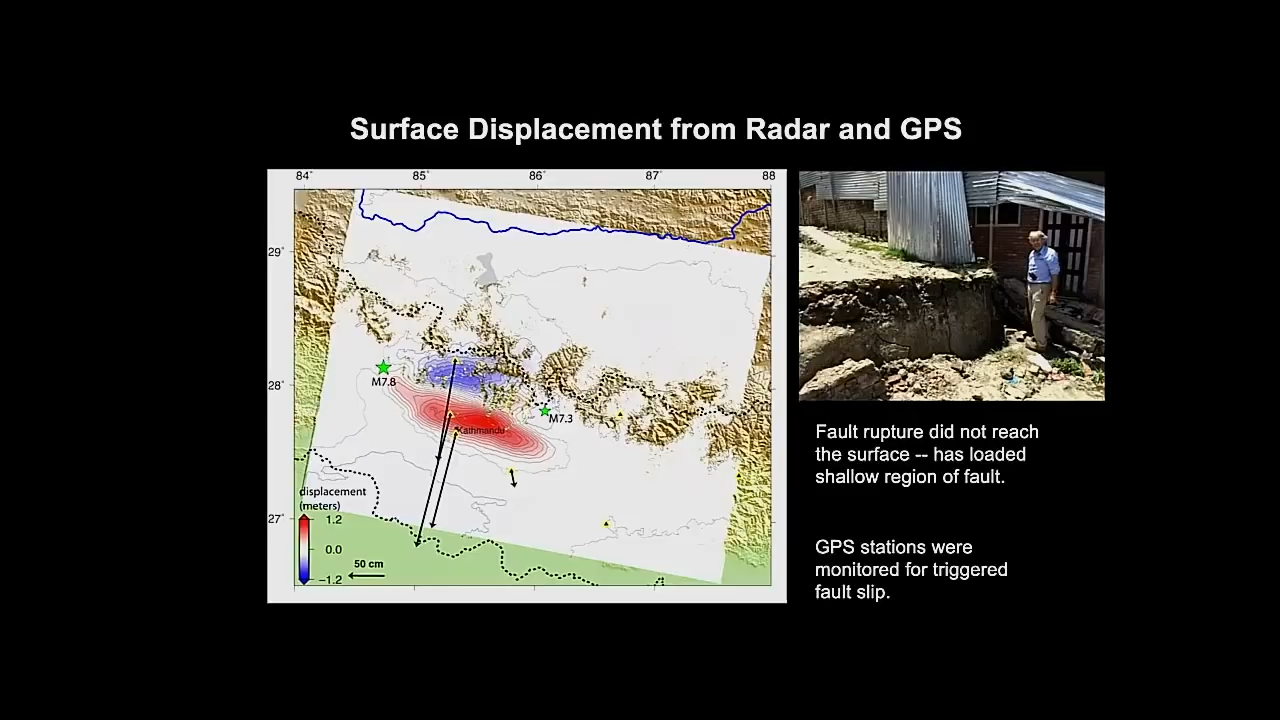 Surface Displacement from Radar and GPS
84° 85° 86° 87° 88
29°
28°
27°
M7.8
M7.3
Kathmandu
displacement
(meters)
1.2
0.0
−1.2
50 cm
Fault rupture did not reach
the surface -- has loaded
shallow region of fault.
GPS stations were
monitored for triggered
fault slip.